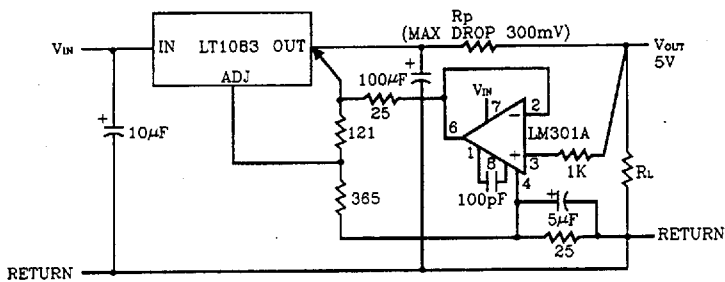 Rp
(MAX DROP 300mV)
VIN
IN LT1083 OUT
ADJ
VOUT
5V
+
100µF
+
10µF
25
VIN
7
2
−
6
LM301A
121
1
8
+
3
4
1K
RL
100pF
365
+
5µF
25
RETURN
RETURN